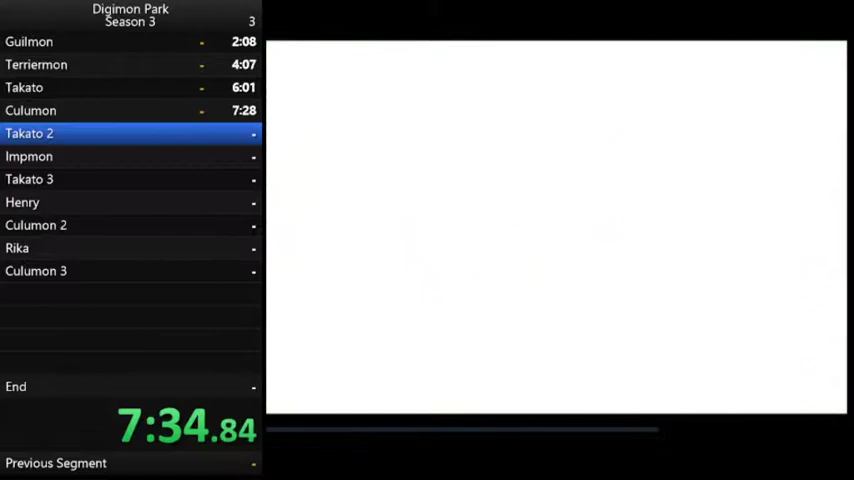 Digimon Park
Season 3 3
Guilmon - 2:08
Terriermon - 4:07
Takato - 6:01
Culumon - 7:28
Takato 2 -
Impmon -
Takato 3 -
Henry -
Culumon 2 -
Rika -
Culumon 3 -
End -
7:34.84
Previous Segment -